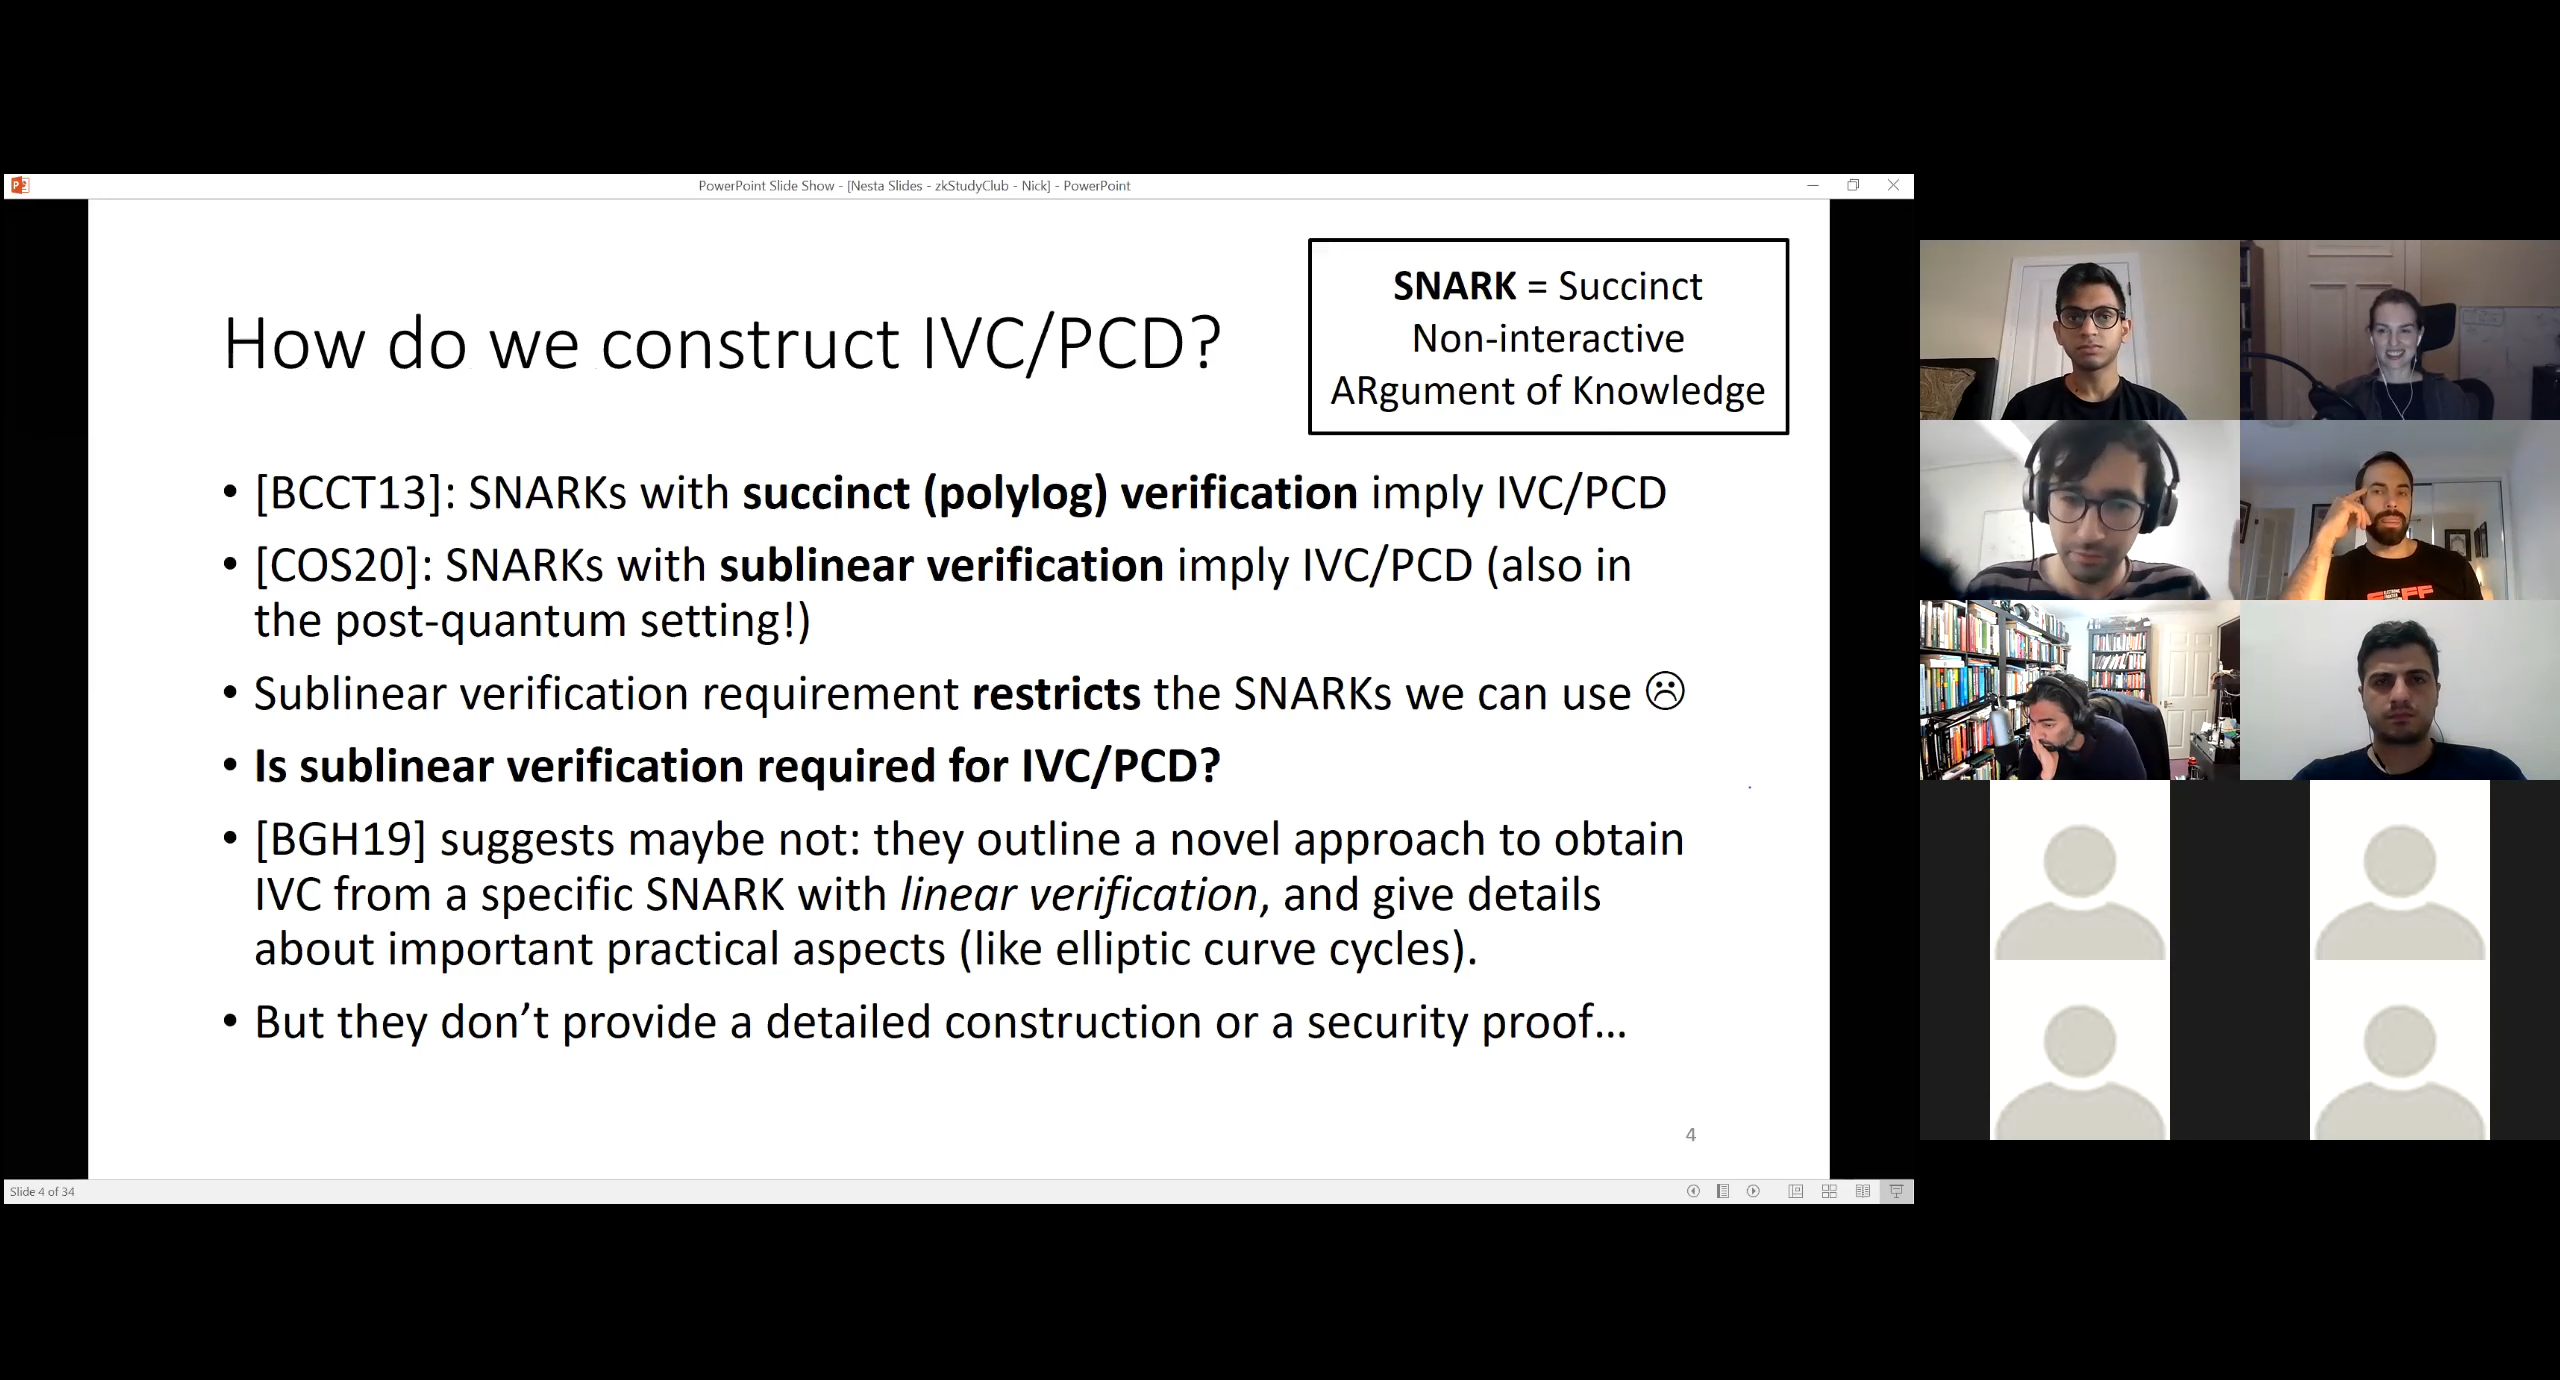 PowerPoint Slide Show - [Nesta Slides - zkStudyClub - Nick] - PowerPoint
SNARK = Succinct
Non-interactive
ARgument of Knowledge
How do we construct IVC/PCD?
• [BCCT13]: SNARKs with succinct (polylog) verification imply IVC/PCD
• [COS20]: SNARKs with sublinear verification imply IVC/PCD (also in
the post-quantum setting!)
• Sublinear verification requirement restricts the SNARKs we can use ☹
• Is sublinear verification required for IVC/PCD?
• [BGH19] suggests maybe not: they outline a novel approach to obtain
IVC from a specific SNARK with linear verification, and give details
about important practical aspects (like elliptic curve cycles).
• But they don’t provide a detailed construction or a security proof…
4
Slide 4 of 34